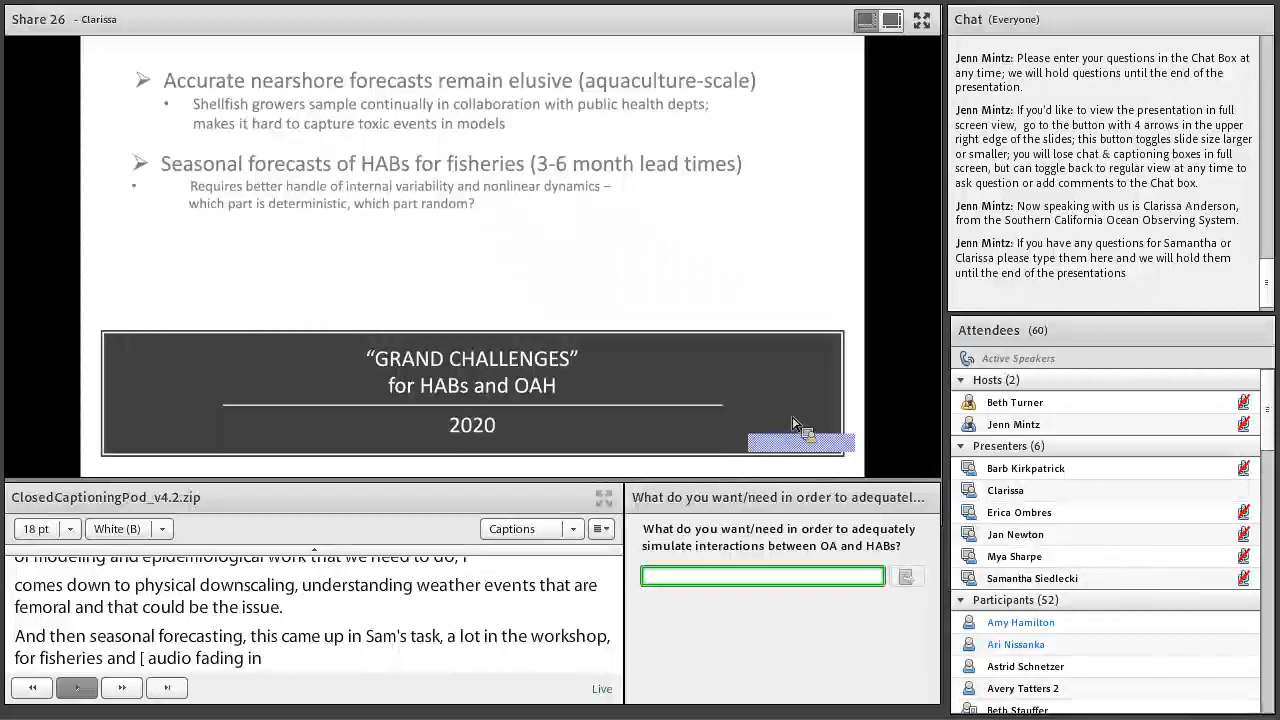 Share 26 - Clarissa
➢ Accurate nearshore forecasts remain elusive (aquaculture-scale)
• Shellfish growers sample continually in collaboration with public health depts;
makes it hard to capture toxic events in models
➢ Seasonal forecasts of HABs for fisheries (3-6 month lead times)
• Requires better handle of internal variability and nonlinear dynamics –
which part is deterministic, which part random?
“GRAND CHALLENGES”
for HABs and OAH
2020
ClosedCaptioningPod_v4.2.zip
18 pt White (B) Captions
of modeling and epidemiological work that we need to do, I
comes down to physical downscaling, understanding weather events that are
femoral and that could be the issue.
And then seasonal forecasting, this came up in Sam's task, a lot in the workshop,
for fisheries and [ audio fading in
Live
What do you want/need in order to adequatel...
What do you want/need in order to adequately
simulate interactions between OA and HABs?
Chat (Everyone)
Jenn Mintz: Please enter your questions in the Chat Box at
any time; we will hold questions until the end of the
presentation.
Jenn Mintz: If you'd like to view the presentation in full
screen view, go to the button with 4 arrows in the upper
right edge of the slides; this button toggles slide size larger
or smaller; you will lose chat & captioning boxes in full
screen, but can toggle back to regular view at any time to
ask question or add comments to the Chat box.
Jenn Mintz: Now speaking with us is Clarissa Anderson,
from the Southern California Ocean Observing System.
Jenn Mintz: If you have any questions for Samantha or
Clarissa please type them here and we will hold them
until the end of the presentations
Attendees (60)
Active Speakers
Hosts (2)
Beth Turner
Jenn Mintz
Presenters (6)
Barb Kirkpatrick
Clarissa
Erica Ombres
Jan Newton
Mya Sharpe
Samantha Siedlecki
Participants (52)
Amy Hamilton
Ari Nissanka
Astrid Schnetzer
Avery Tatters 2
Beth Stauffer